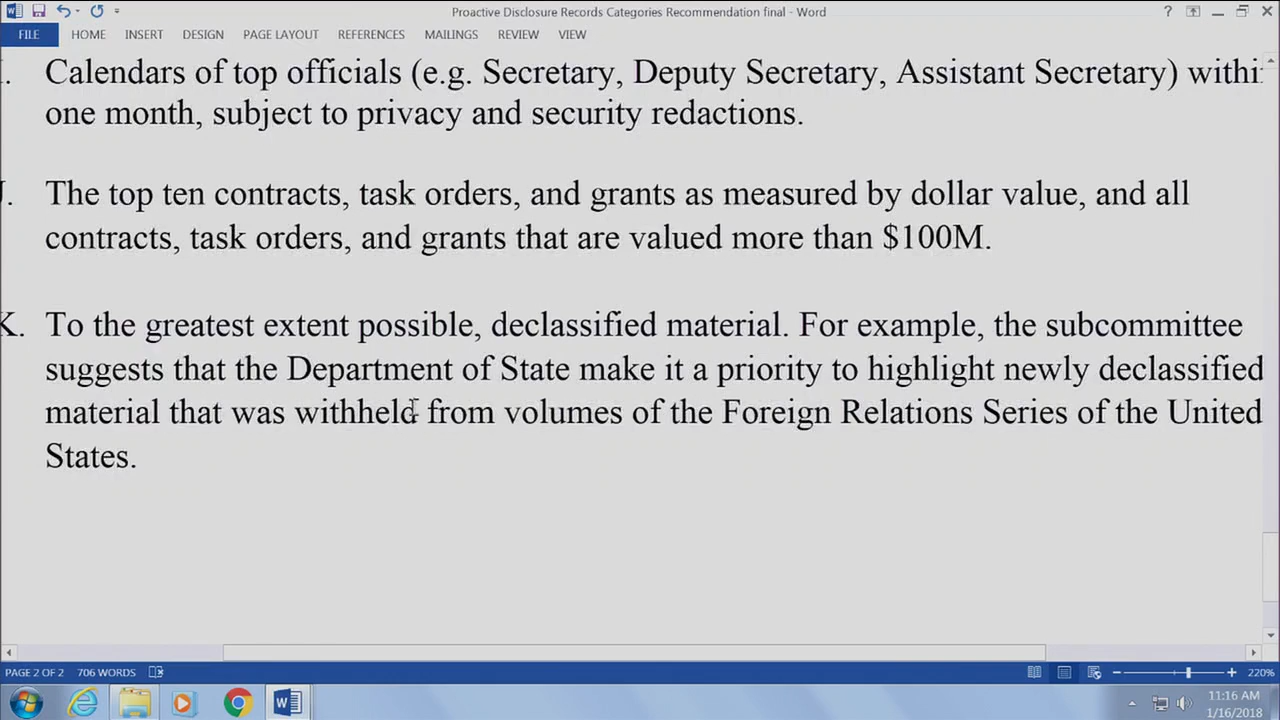 Proactive Disclosure Records Categories Recommendation final - Word
FILE HOME INSERT DESIGN PAGE LAYOUT REFERENCES MAILINGS REVIEW VIEW
Calendars of top officials (e.g. Secretary, Deputy Secretary, Assistant Secretary)
one month, subject to privacy and security redactions.
J. The top ten contracts, task orders, and grants as measured by dollar value, and all
contracts, task orders, and grants that are valued more than $100M.
K. To the greatest extent possible, declassified material. For example, the subcommittee
suggests that the Department of State make it a priority to highlight newly declassified
material that was withheld from volumes of the Foreign Relations Series of the United
States.
PAGE 2 OF 2 706 WORDS 220%
11:16 AM
1/16/2018